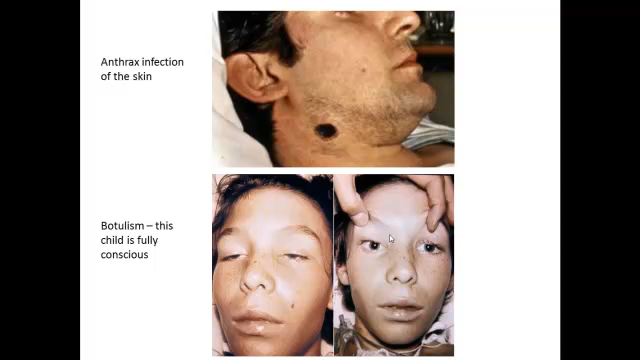 Anthrax infection
of the skin
Botulism – this
child is fully
conscious